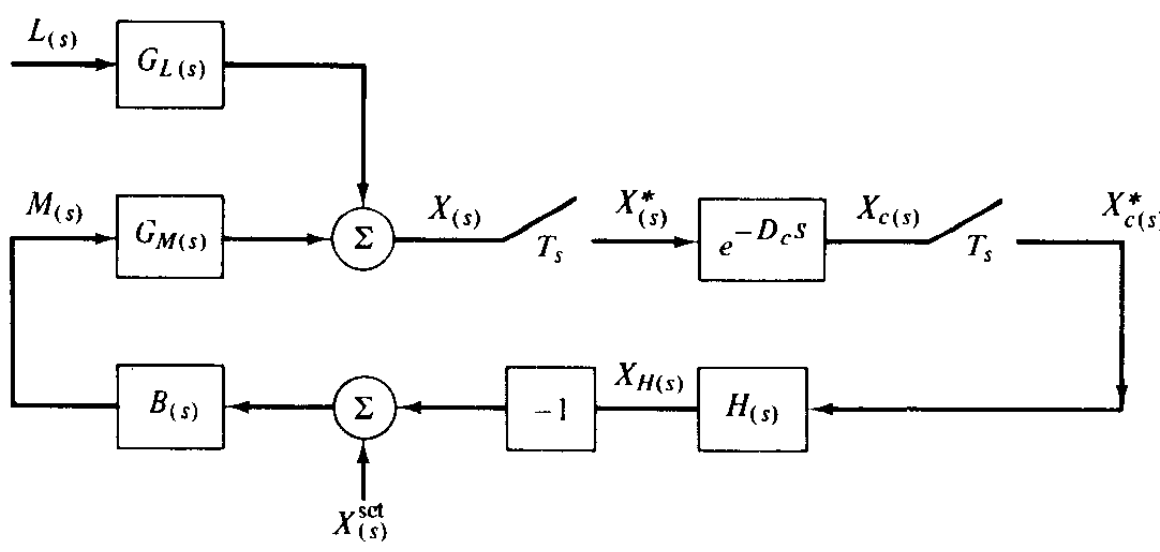 L(s)
G_L(s)
M(s)
G_M(s)
Σ
X(s)
T_s
X*(s)
e^-D_c s
X_c(s)
T_s
X*_c(s)
B(s)
Σ
-1
X_H(s)
H(s)
X^set(s)